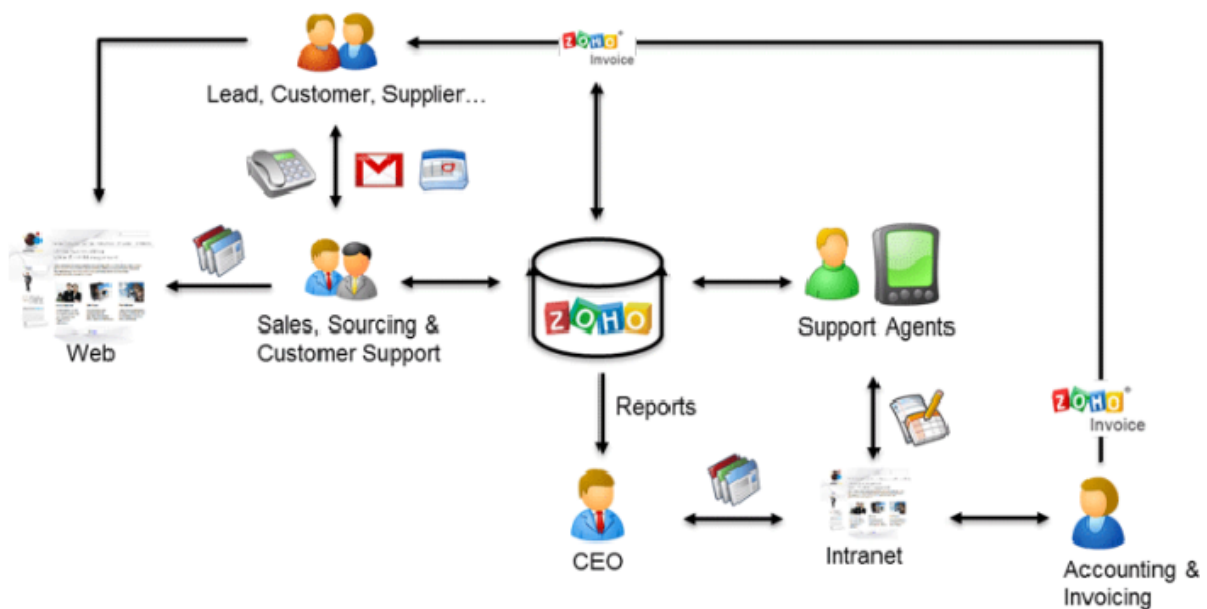 ZOHO®
Invoice
Lead, Customer, Supplier...
Web
Sales, Sourcing &
Customer Support
ZOHO
Support Agents
Reports
ZOHO®
Invoice
CEO
Intranet
Accounting &
Invoicing